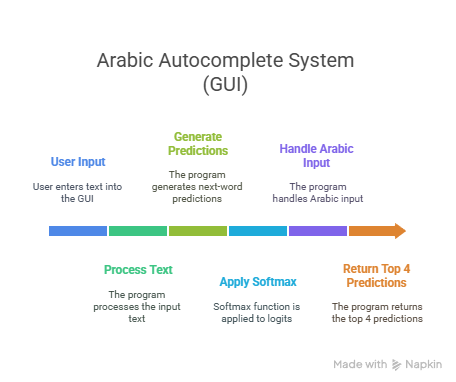 Arabic Autocomplete System
(GUI)
User Input
User enters text into
the GUI
Process Text
The program
processes the input
text
Generate
Predictions
The program
generates next-word
predictions
Apply Softmax
Softmax function is
applied to logits
Handle Arabic
Input
The program
handles Arabic input
Return Top 4
Predictions
The program returns
the top 4 predictions
Made with Napkin